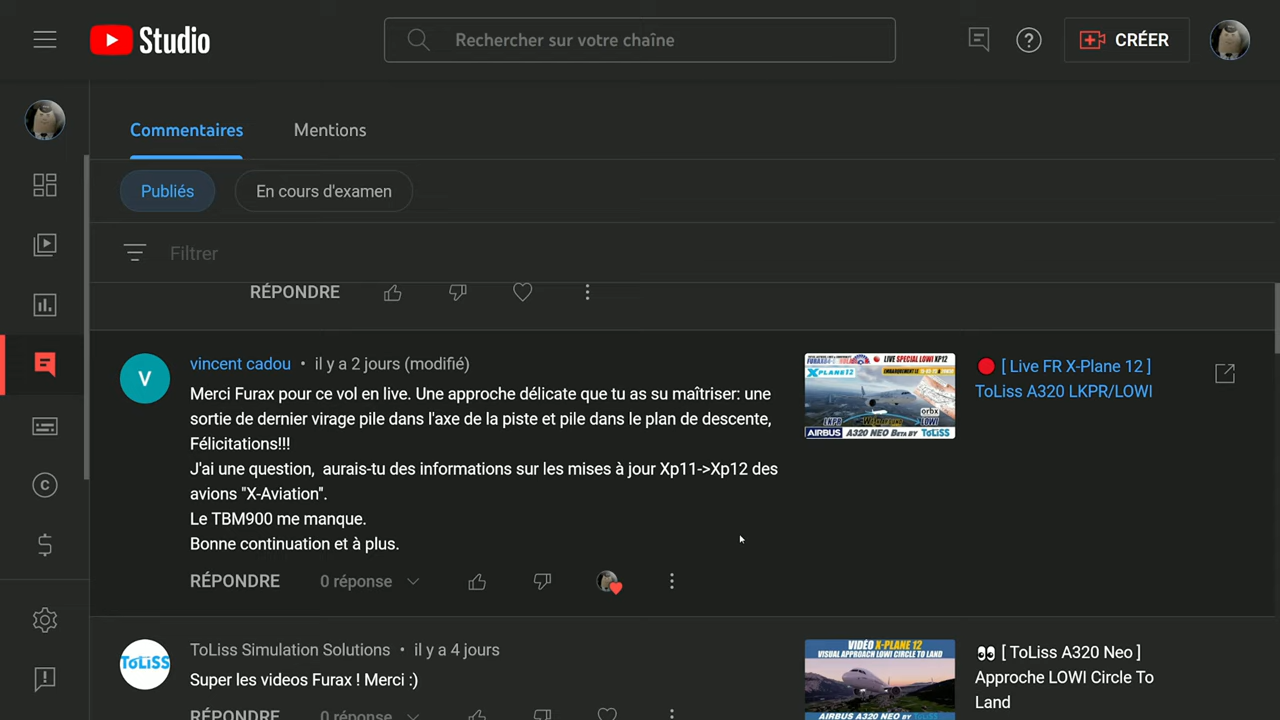 Studio
Rechercher sur votre chaîne
CRÉER
Commentaires
Mentions
Publiés
En cours d'examen
Filtrer
RÉPONDRE
V
vincent cadou • il y a 2 jours (modifié)
Merci Furax pour ce vol en live. Une approche délicate que tu as su maîtriser: une
sortie de dernier virage pile dans l'axe de la piste et pile dans le plan de descente,
Félicitations!!!
J'ai une question, aurais-tu des informations sur les mises à jour Xp11->Xp12 des
avions "X-Aviation".
Le TBM900 me manque.
Bonne continuation et à plus.
RÉPONDRE
0 réponse
LIVE SPECIAL LOWI XP12
X PLANE 12
orbx
LKPR
LOWI
AIRBUS A320 NEO Beta by ToLiSS
[ Live FR X-Plane 12 ]
ToLiss A320 LKPR/LOWI
ToLiSS
ToLiss Simulation Solutions • il y a 4 jours
Super les videos Furax ! Merci :)
RÉPONDRE
0 réponse
VIDÉO X-PLANE 12
VISUAL APPROACH LOWI CIRCLE TO LAND
AIRBUS A320 NEO BY ToLiSS
[ ToLiss A320 Neo ]
Approche LOWI Circle To
Land